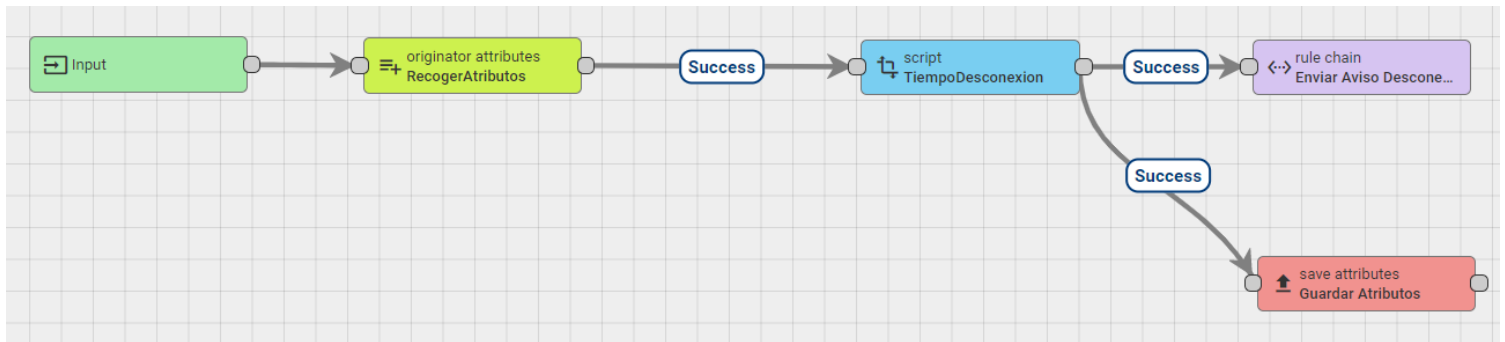 Input
originator attributes
RecogerAtributos
Success
script
TiempoDesconexion
Success
rule chain
Enviar Aviso Descone...
Success
save attributes
Guardar Atributos